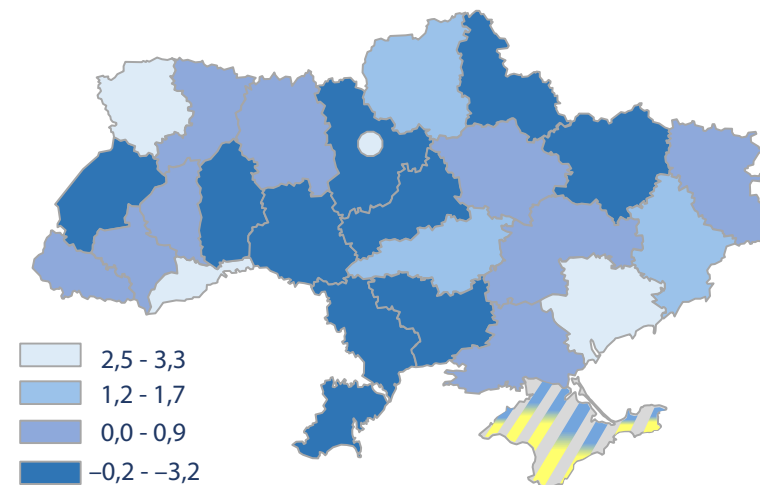 2,5 - 3,3
1,2 - 1,7
0,0 - 0,9
–0,2 - –3,2